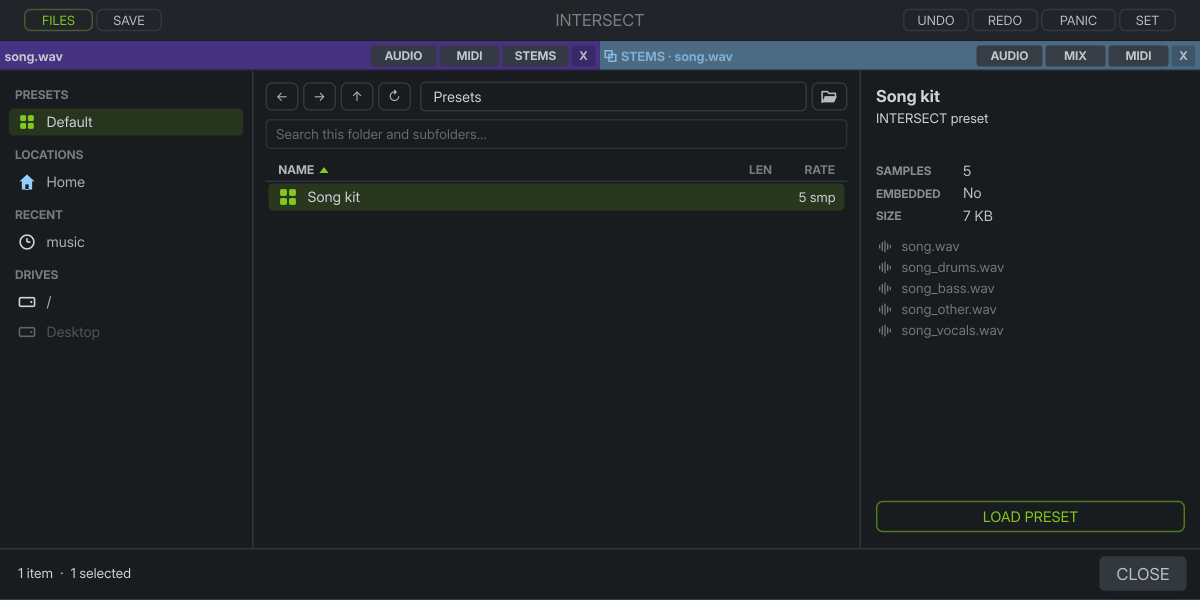 FILES SAVE INTERSECT UNDO REDO PANIC SET
song.wav AUDIO MIDI STEMS X STEMS · song.wav AUDIO MIX MIDI X
PRESETS
Default
LOCATIONS
Home
RECENT
music
DRIVES
/
Desktop
Presets
Search this folder and subfolders...
NAME LEN RATE
Song kit 5 smp
Song kit
INTERSECT preset
SAMPLES 5
EMBEDDED No
SIZE 7 KB
song.wav
song_drums.wav
song_bass.wav
song_other.wav
song_vocals.wav
LOAD PRESET
1 item · 1 selected
CLOSE